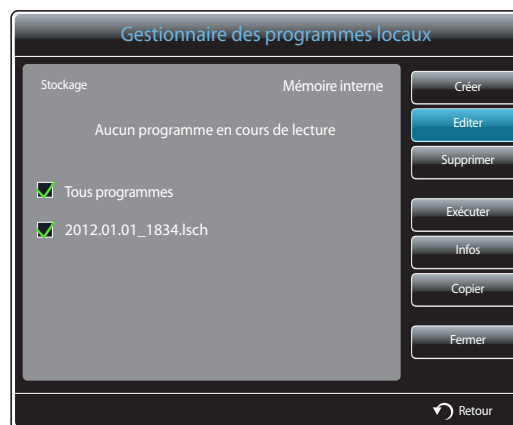 Gestionnaire des programmes locaux
Stockage
Mémoire interne
Aucun programme en cours de lecture
Tous programmes
2012.01.01_1834.lsch
Créer
Editer
Supprimer
Exécuter
Infos
Copier
Fermer
Retour